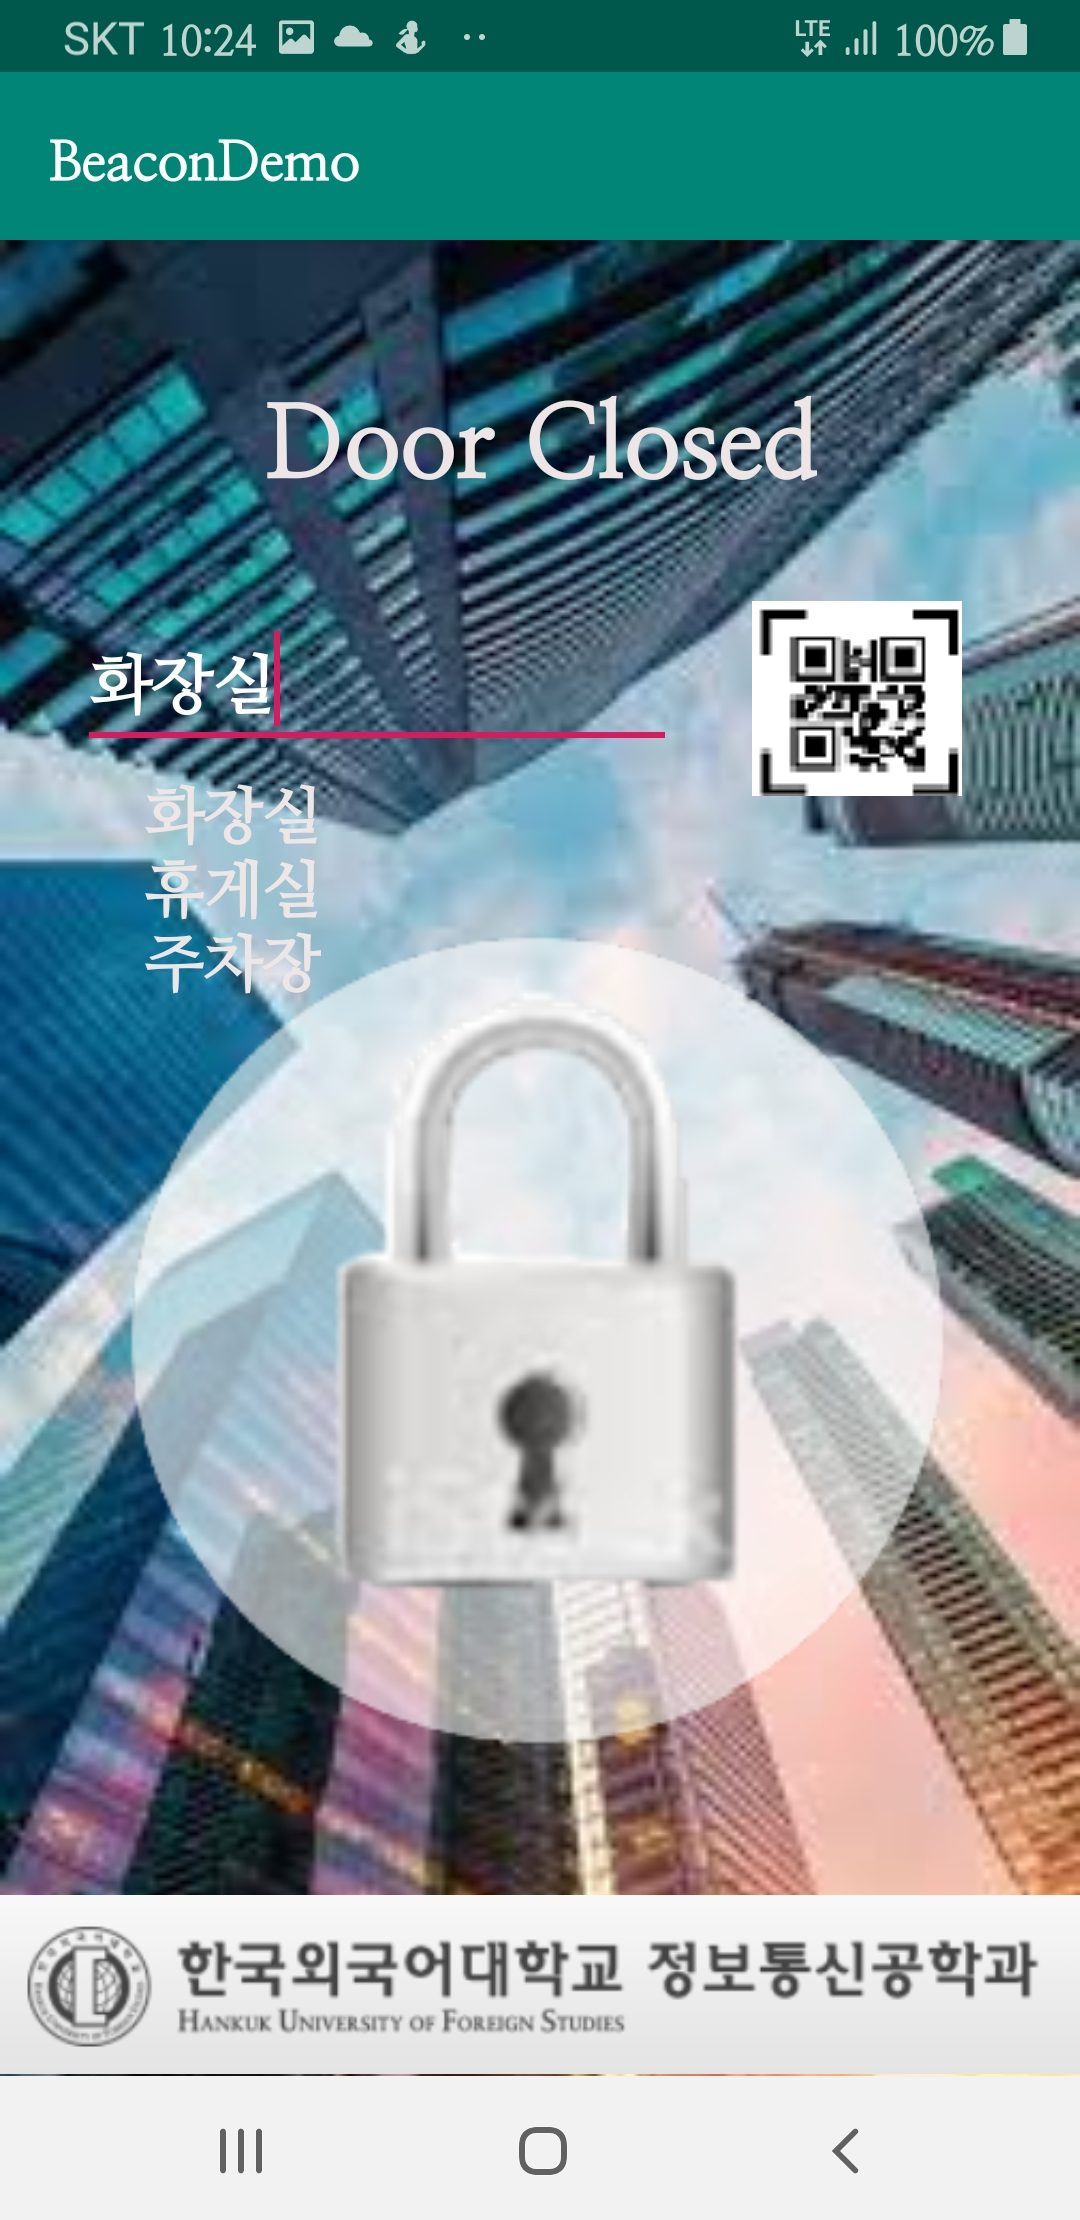 SKT 10:24
LTE 100%
BeaconDemo
Door Closed
화장실
화장실
휴게실
주차장
한국외국어대학교 정보통신공학과
HANKUK UNIVERSITY OF FOREIGN STUDIES